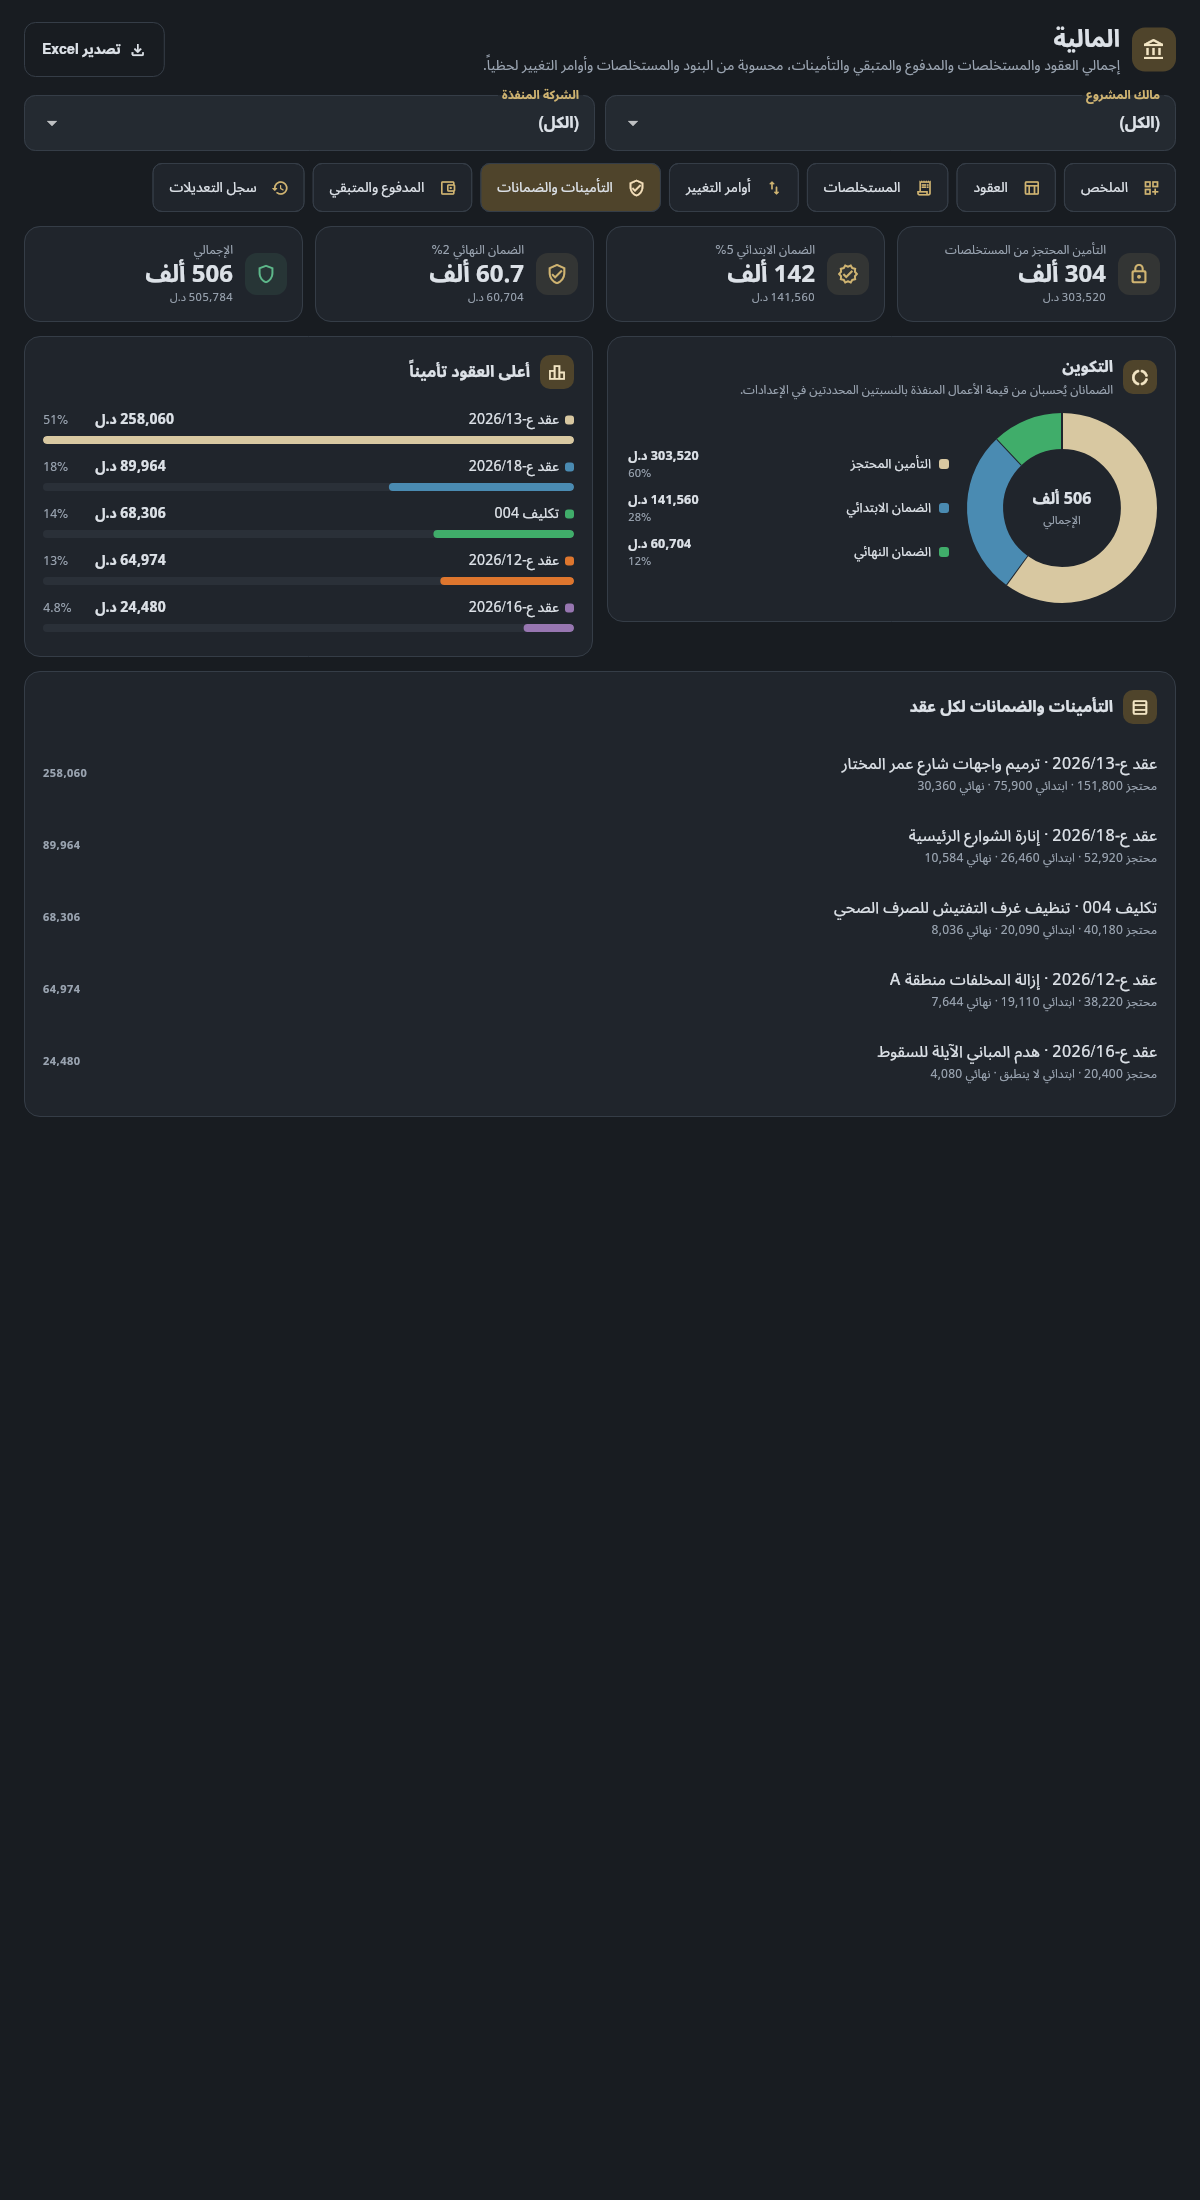 المالية
إجمالي العقود والمستخلصات والمدفوع والمتبقي والتأمينات، محسوبة من البنود والمستخلصات وأوامر التغيير لحظياً.
تصدير Excel
مالك المشروع
(الكل)
الشركة المنفذة
(الكل)
الملخص
العقود
المستخلصات
أوامر التغيير
التأمينات والضمانات
المدفوع والمتبقي
سجل التعديلات
التأمين المحتجز من المستخلصات
304 ألف
303,520 د.ل
الضمان الابتدائي 5%
142 ألف
141,560 د.ل
الضمان النهائي 2%
60.7 ألف
60,704 د.ل
الإجمالي
506 ألف
505,784 د.ل
التكوين
الضمانان يُحسبان من قيمة الأعمال المنفذة بالنسبتين المحددتين في الإعدادات.
506 ألف
الإجمالي
التأمين المحتجز
303,520 د.ل
60%
الضمان الابتدائي
141,560 د.ل
28%
الضمان النهائي
60,704 د.ل
12%
أعلى العقود تأميناً
عقد ع-2026/13 258,060 د.ل 51%
عقد ع-2026/18 89,964 د.ل 18%
تكليف 004 68,306 د.ل 14%
عقد ع-2026/12 64,974 د.ل 13%
عقد ع-2026/16 24,480 د.ل 4.8%
التأمينات والضمانات لكل عقد
عقد ع-2026/13 · ترميم واجهات شارع عمر المختار
محتجز 151,800 · ابتدائي 75,900 · نهائي 30,360
258,060
عقد ع-2026/18 · إنارة الشوارع الرئيسية
محتجز 52,920 · ابتدائي 26,460 · نهائي 10,584
89,964
تكليف 004 · تنظيف غرف التفتيش للصرف الصحي
محتجز 40,180 · ابتدائي 20,090 · نهائي 8,036
68,306
عقد ع-2026/12 · إزالة المخلفات منطقة A
محتجز 38,220 · ابتدائي 19,110 · نهائي 7,644
64,974
عقد ع-2026/16 · هدم المباني الآيلة للسقوط
محتجز 20,400 · ابتدائي لا ينطبق · نهائي 4,080
24,480